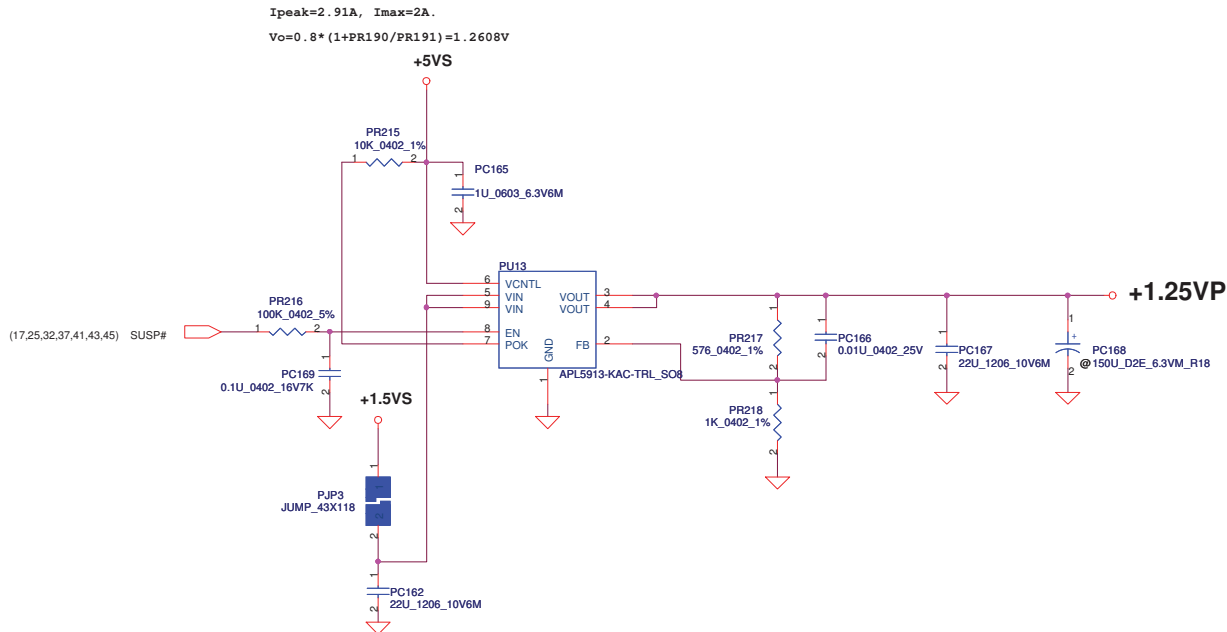 Ipeak=2.91A, Imax=2A.
Vo=0.8*(1+PR190/PR191)=1.2608V
+5VS
PR215
10K_0402_1%
1
2
PC165
1
1U_0603_6.3V6M
2
PU13
6
VCNTL
5
VIN
9
VIN
VOUT
3
VOUT
4
8
EN
7
POK
GND
1
FB
2
APL5913-KAC-TRL_SO8
PR216
100K_0402_5%
1
2
(17,25,32,37,41,43,45) SUSP#
1
PC169
0.1U_0402_16V7K
2
+1.5VS
1
PJP3
JUMP_43X118
1
2
2
1
PC162
22U_1206_10V6M
2
+1.25VP
1
PR217
576_0402_1%
2
1
PC166
0.01U_0402_25V
2
1
PR218
1K_0402_1%
2
1
PC167
22U_1206_10V6M
2
1
+
PC168
@150U_D2E_6.3VM_R18
2